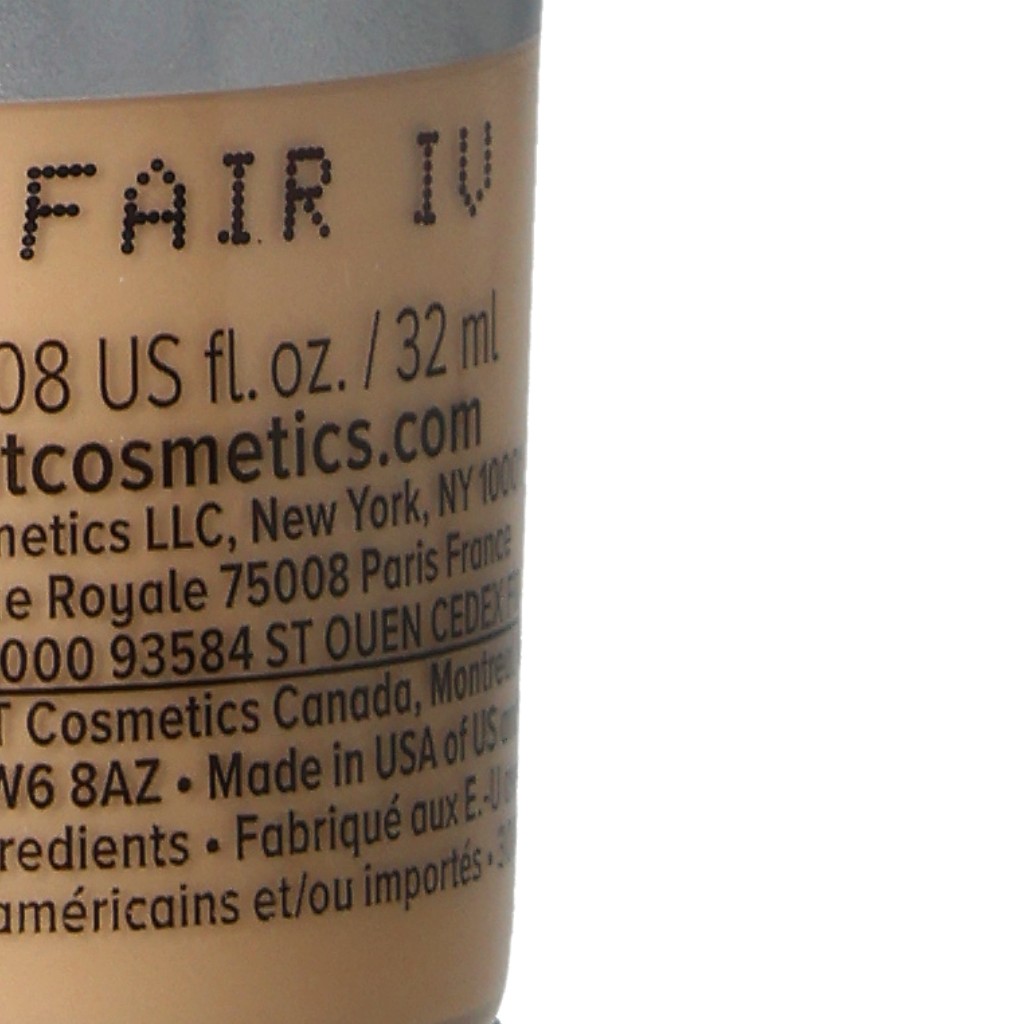 FAIR IV
08 US fl. oz. / 32 ml
tcosmetics.com
metics LLC, New York, NY
e Royale 75008 Paris France
000 93584 ST OUEN CEDEX
T Cosmetics Canada,
W6 8AZ • Made in USA of US
redients • Fabriqué aux E.-U
américains et/ou importés •